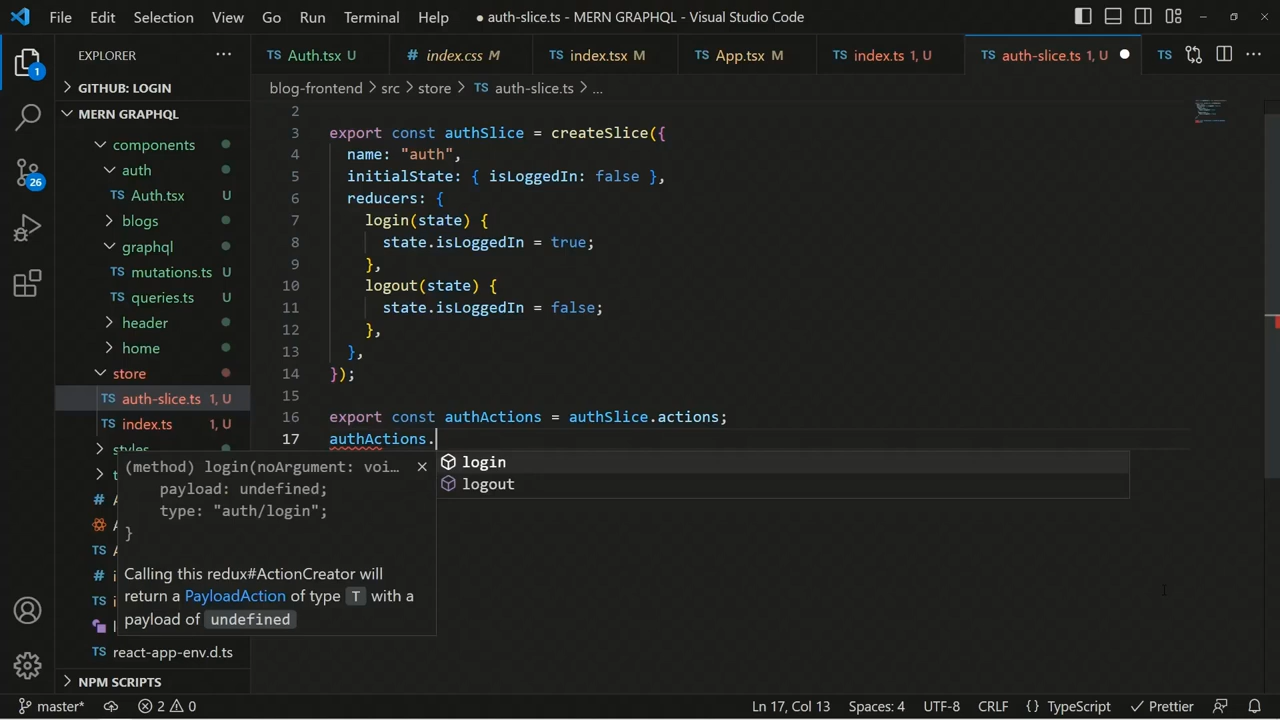 File Edit Selection View Go Run Terminal Help
● auth-slice.ts - MERN GRAPHQL - Visual Studio Code
EXPLORER
GITHUB: LOGIN
MERN GRAPHQL
components
auth
TS Auth.tsx U
blogs
graphql
TS mutations.ts U
TS queries.ts U
header
home
store
TS auth-slice.ts 1, U
TS index.ts 1, U
styles
react-app-env.d.ts
TS
NPM SCRIPTS
1
26
TS Auth.tsx U
# index.css M
TS index.tsx M
TS App.tsx M
TS index.ts 1, U
TS auth-slice.ts 1, U
TS
blog-frontend > src > store > TS auth-slice.ts > ...
2
3 export const authSlice = createSlice({
4 name: "auth",
5 initialState: { isLoggedIn: false },
6 reducers: {
7 login(state) {
8 state.isLoggedIn = true;
9 },
10 logout(state) {
11 state.isLoggedIn = false;
12 },
13 },
14 });
15
16 export const authActions = authSlice.actions;
17 authActions.
login
logout
(method) login(noArgument: voi…
payload: undefined;
type: "auth/login";
}
Calling this redux#ActionCreator will
return a PayloadAction of type T with a
payload of undefined
master*
2 0
Ln 17, Col 13
Spaces: 4
UTF-8
CRLF
{ } TypeScript
Prettier